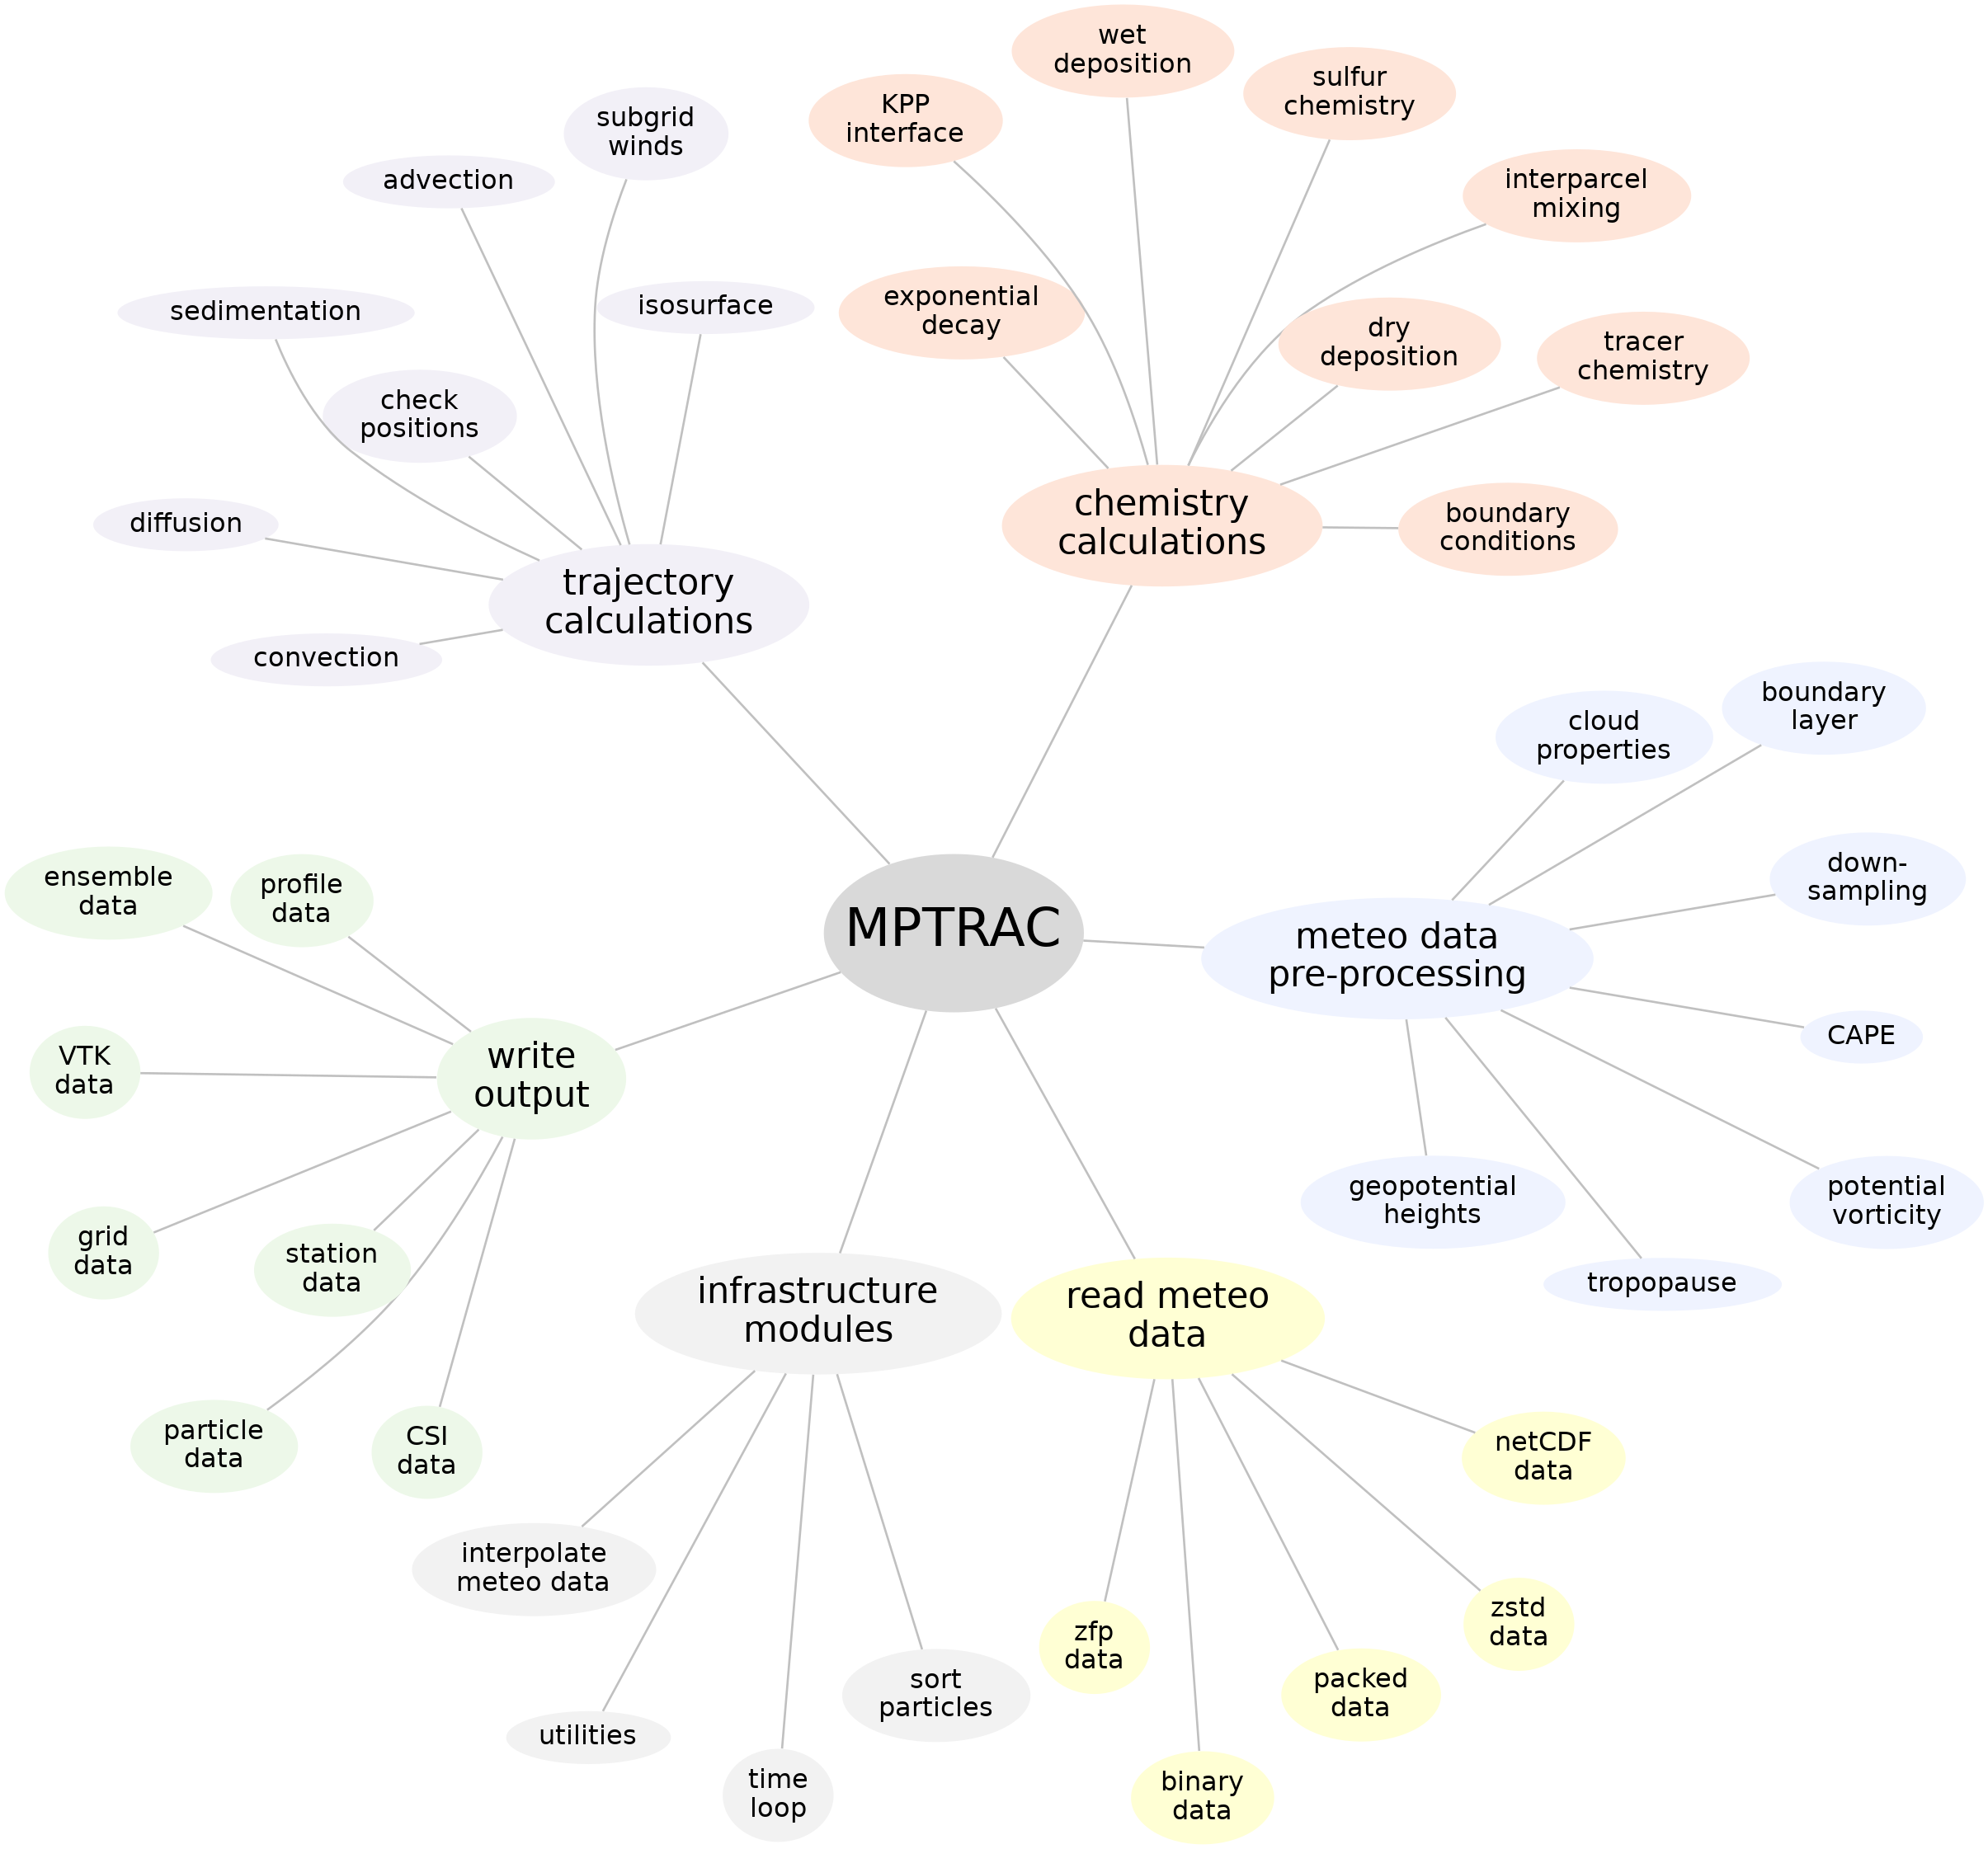 wet
deposition
sulfur
chemistry
KPP
interface
subgrid
winds
advection
interparcel
mixing
exponential
decay
sedimentation
isosurface
dry
deposition
tracer
chemistry
check
positions
chemistry
calculations
boundary
conditions
diffusion
trajectory
calculations
convection
cloud
properties
boundary
layer
down-
sampling
ensemble
data
profile
data
MPTRAC
meteo data
pre-processing
CAPE
VTK
data
write
output
geopotential
heights
potential
vorticity
grid
data
station
data
tropopause
infrastructure
modules
read meteo
data
particle
data
CSI
data
netCDF
data
interpolate
meteo data
zstd
data
zfp
data
sort
particles
packed
data
utilities
time
loop
binary
data